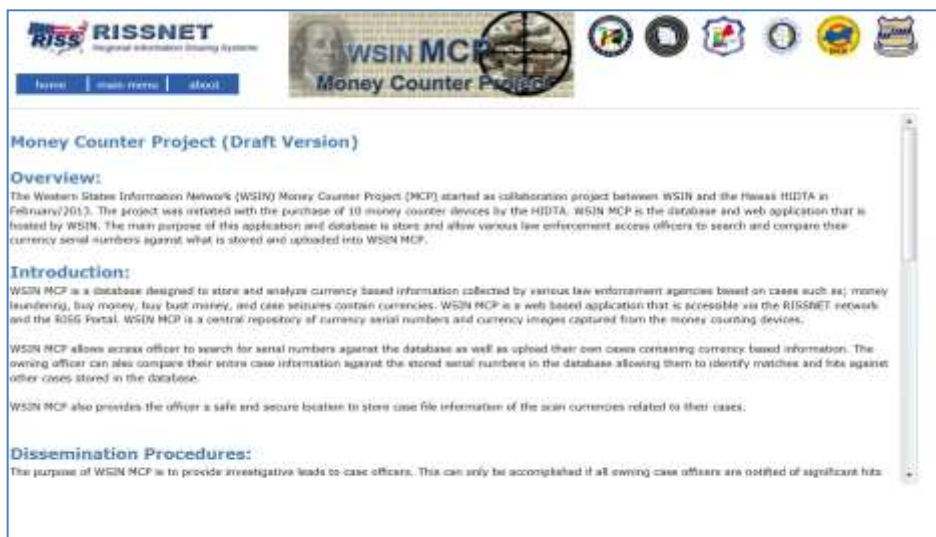 RISS RISSNET
Regional Information Sharing Systems
home main menu about
WSIN MCP
Money Counter Project
Money Counter Project (Draft Version)
Overview:
The Western States Information Network (WSIN) Money Counter Project (MCP) started as collaboration project between WSIN and the Hawaii HIDTA in
February/2013. The project was initiated with the purchase of 10 money counter devices by the HIDTA. WSIN MCP is the database and web application that is
hosted by WSIN. The main purpose of this application and database is store and allow various law enforcement access officers to search and compare their
currency serial numbers against what is stored and uploaded into WSIN MCP.
Introduction:
WSIN MCP is a database designed to store and analyze currency based information collected by various law enforcement agencies based on cases such as; money
laundering, buy money, buy bust money, and case seizures contain currencies. WSIN MCP is a web based application that is accessible via the RISSNET network
and the RISS Portal. WSIN MCP is a central repository of currency serial numbers and currency images captured from the money counting devices.
WSIN MCP allows access officer to search for serial numbers against the database as well as upload their own cases containing currency based information. The
owning officer can also compare their entire case information against the stored serial numbers in the database allowing them to identify matches and hits against
other cases stored in the database.
WSIN MCP also provides the officer a safe and secure location to store case file information of the scan currencies related to their cases.
Dissemination Procedures:
The purpose of WSIN MCP is to provide investigative leads to case officers. This can only be accomplished if all owning case officers are notified of significant hits